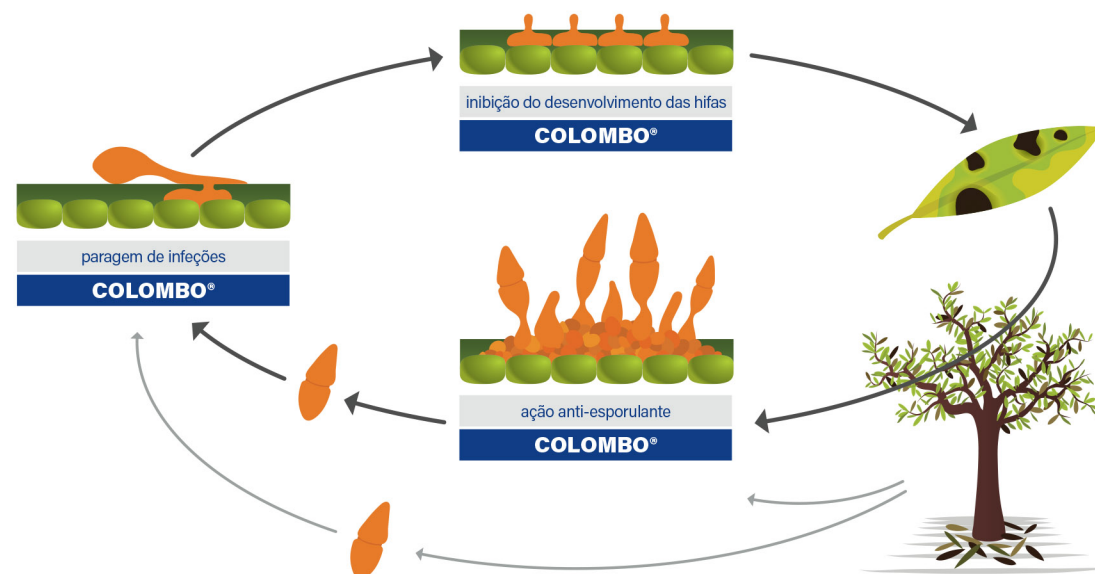 inibição do desenvolvimento das hifas
COLOMBO®
paragem de infeções
COLOMBO®
ação anti-esporulante
COLOMBO®